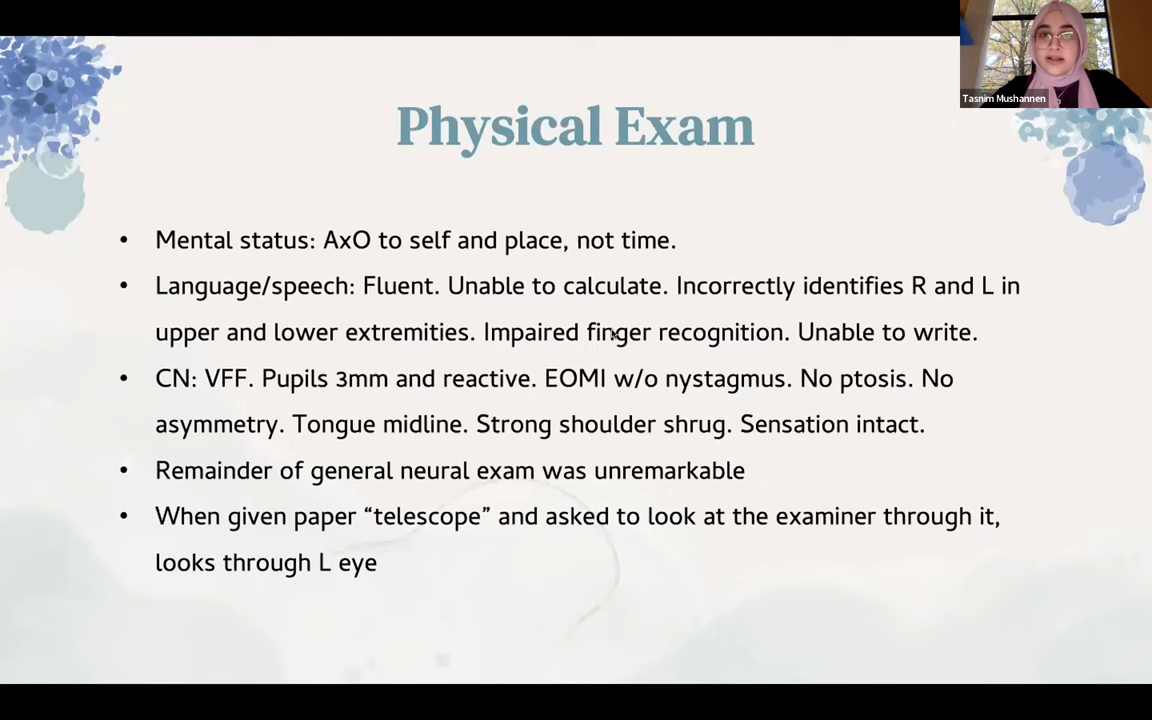 Tasnim Mushannen
Physical Exam
• Mental status: AxO to self and place, not time.
• Language/speech: Fluent. Unable to calculate. Incorrectly identifies R and L in
upper and lower extremities. Impaired finger recognition. Unable to write.
• CN: VFF. Pupils 3mm and reactive. EOMI w/o nystagmus. No ptosis. No
asymmetry. Tongue midline. Strong shoulder shrug. Sensation intact.
• Remainder of general neural exam was unremarkable
• When given paper “telescope” and asked to look at the examiner through it,
looks through L eye